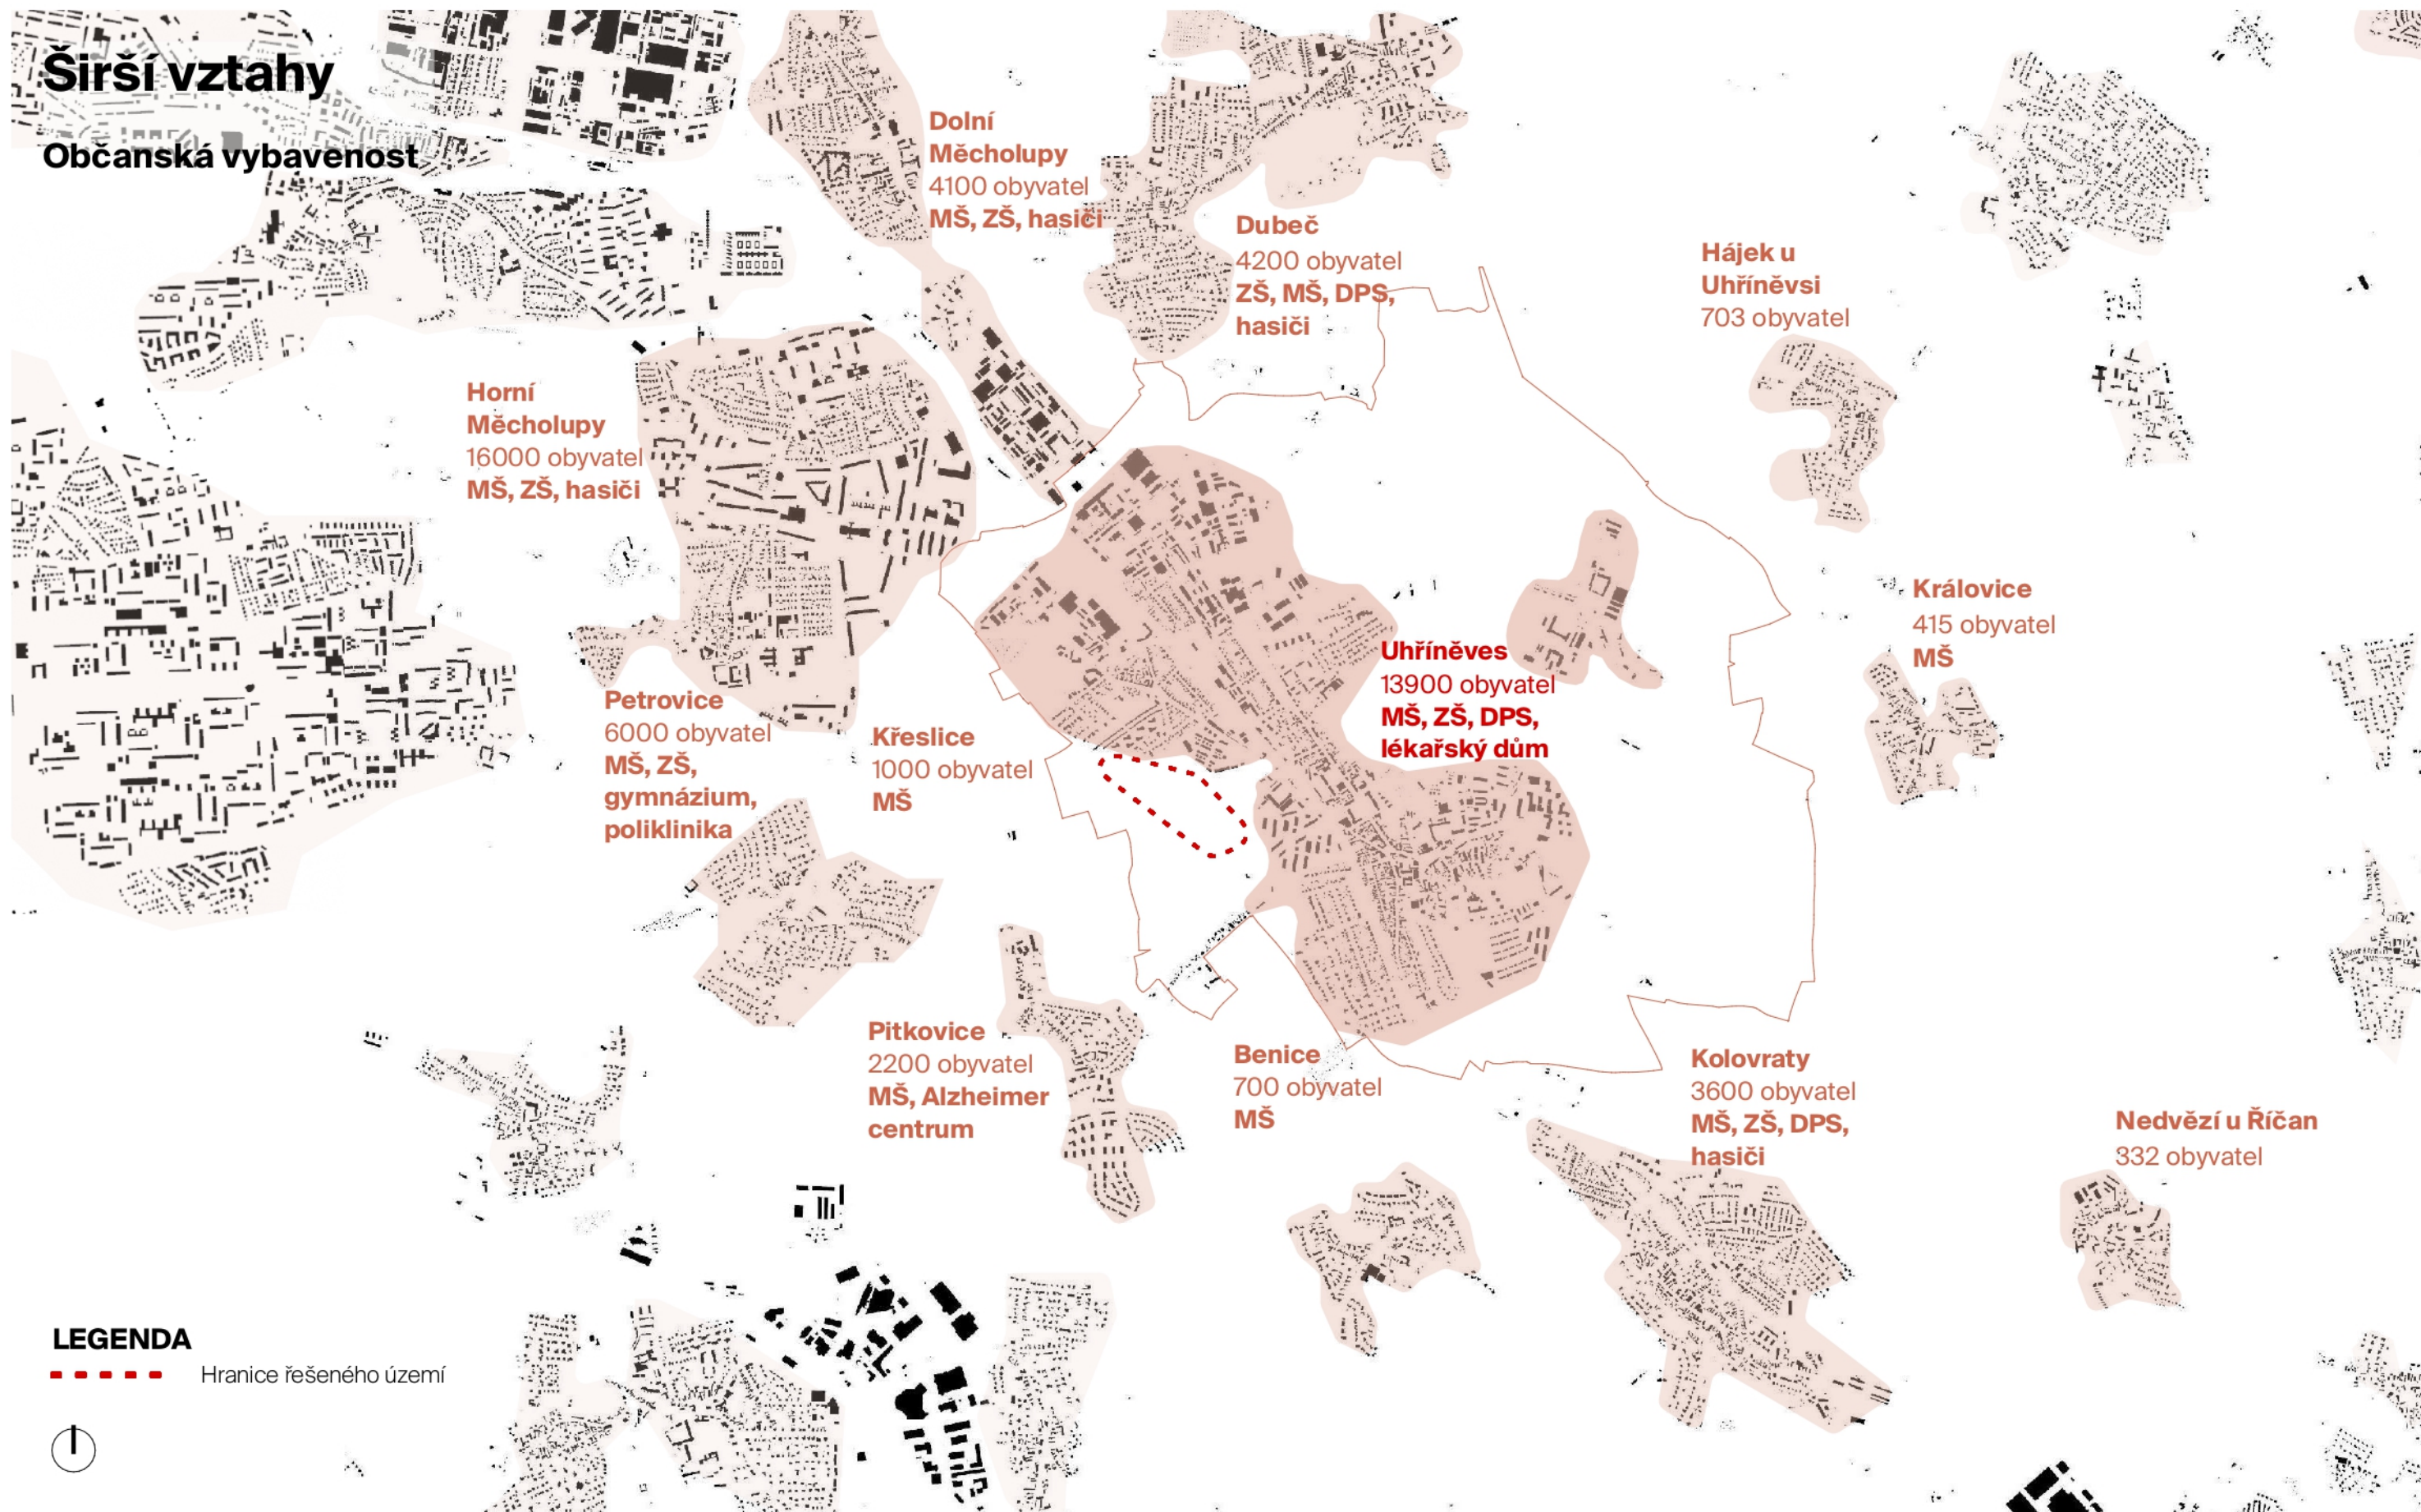 Širší vztahy
Občanská vybavenost
Dolní
Měcholupy
4100 obyvatel
MŠ, ZŠ, hasiči
Dubeč
4200 obyvatel
ZŠ, MŠ, DPS,
hasiči
Hájek u
Uhříněvsi
703 obyvatel
Horní
Měcholupy
16000 obyvatel
MŠ, ZŠ, hasiči
Královice
415 obyvatel
MŠ
Uhříněves
13900 obyvatel
MŠ, ZŠ, DPS,
lékařský dům
Petrovice
6000 obyvatel
MŠ, ZŠ,
gymnázium,
poliklinika
Křeslice
1000 obyvatel
MŠ
Pitkovice
2200 obyvatel
MŠ, Alzheimer
centrum
Benice
700 obyvatel
MŠ
Kolovraty
3600 obyvatel
MŠ, ZŠ, DPS,
hasiči
Nedvězí u Říčan
332 obyvatel
LEGENDA
Hranice řešeného území